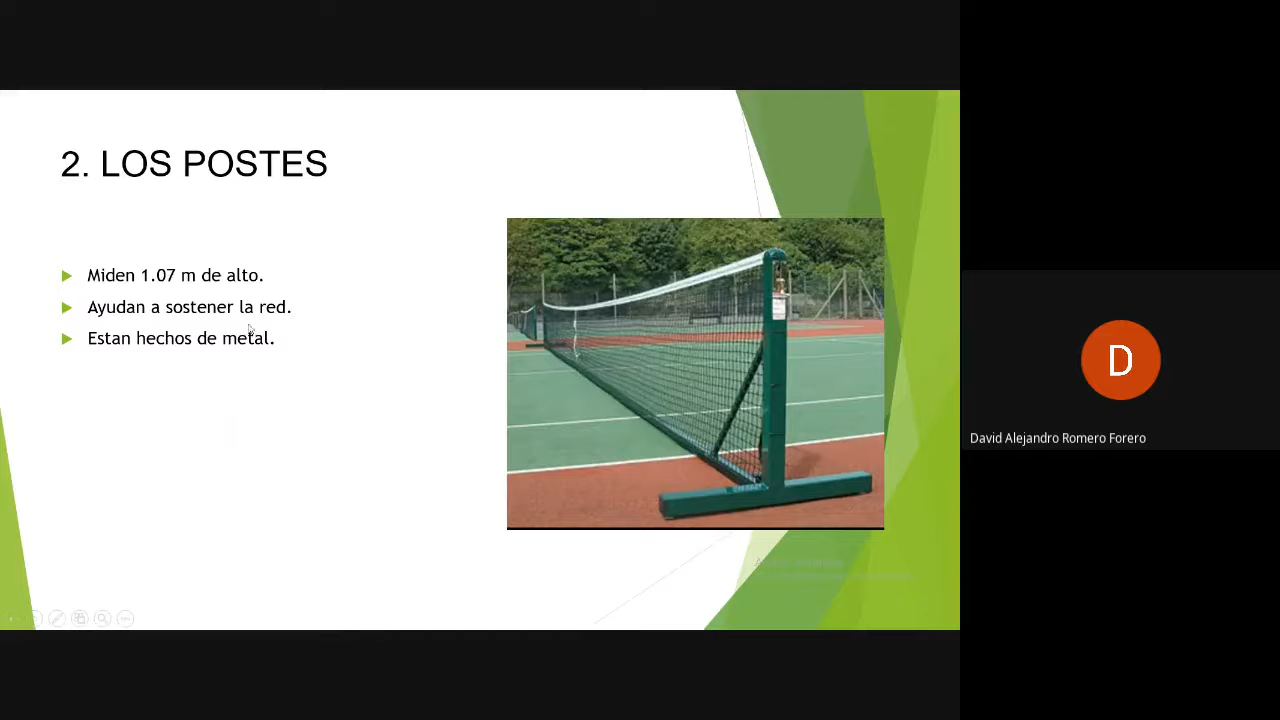 2. LOS POSTES
Miden 1.07 m de alto.
Ayudan a sostener la red.
Estan hechos de metal.
D
David Alejandro Romero Forero